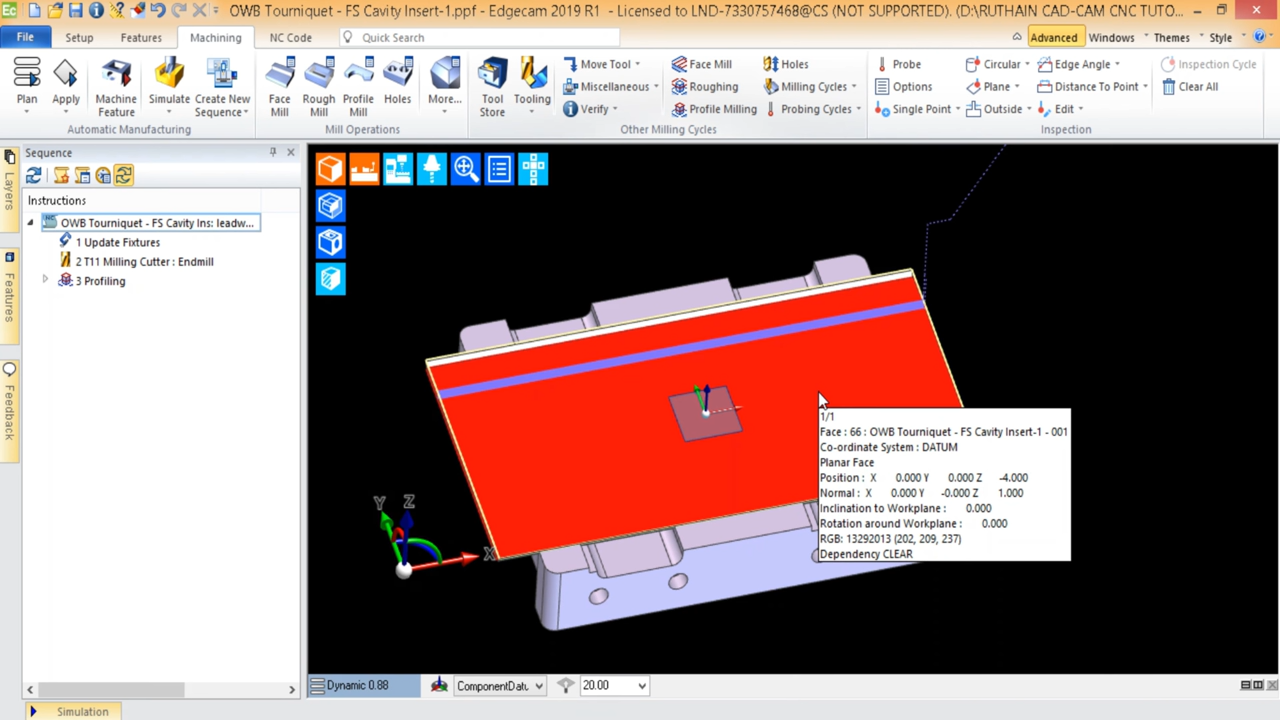 OWB Tourniquet - FS Cavity Insert-1.ppf - Edgecam 2019 R1 - Licensed to LND-7330757468@CS (NOT SUPPORTED). (D:\RUTHAIN CAD-CAM CNC TUTO...
File Setup Features Machining NC Code Quick Search Advanced Windows Themes Style
Plan Apply Machine Feature Simulate Create New Sequence Face Mill Rough Mill Profile Mill Holes More... Tool Store Tooling
Move Tool Face Mill Holes Probe Circular Edge Angle Inspection Cycle
Miscellaneous Roughing Milling Cycles Options Plane Distance To Point Clear All
Verify Profile Milling Probing Cycles Single Point Outside Edit
Automatic Manufacturing Mill Operations Other Milling Cycles Inspection
Layers
Features
Feedback
Sequence
Instructions
OWB Tourniquet - FS Cavity Ins: leadw...
1 Update Fixtures
2 T11 Milling Cutter : Endmill
3 Profiling
1/1
Face : 66 : OWB Tourniquet - FS Cavity Insert-1 - 001
Co-ordinate System : DATUM
Planar Face
Position : X 0.000 Y 0.000 Z -4.000
Normal : X 0.000 Y -0.000 Z 1.000
Inclination to Workplane : 0.000
Rotation around Workplane : 0.000
RGB: 13292013 (202, 209, 237)
Dependency CLEAR
Y Z
X
Dynamic 0.88 ComponentDatu 20.00
Simulation